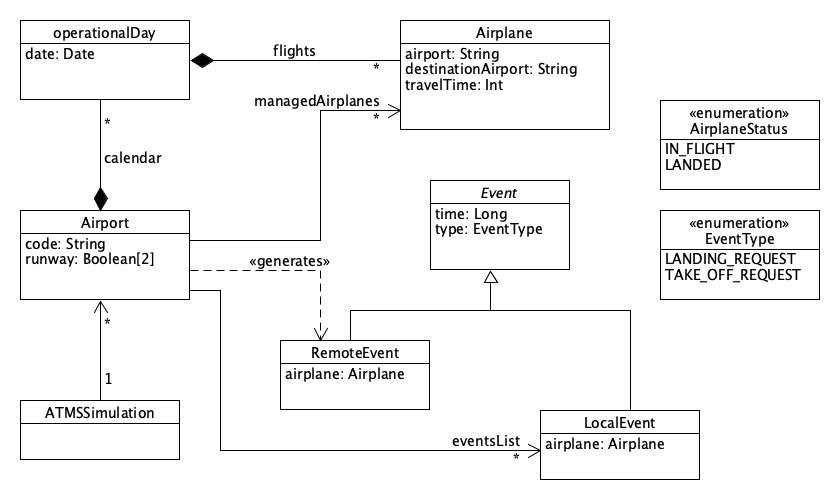 operationalDay
date: Date
flights
*
Airplane
airport: String
destinationAirport: String
travelTime: Int
managedAirplanes
*
*
calendar
«enumeration»
AirplaneStatus
IN_FLIGHT
LANDED
Event
time: Long
type: EventType
Airport
code: String
runway: Boolean[2]
«enumeration»
EventType
LANDING_REQUEST
TAKE_OFF_REQUEST
«generates»
*
1
RemoteEvent
airplane: Airplane
ATMSSimulation
LocalEvent
airplane: Airplane
eventsList
*